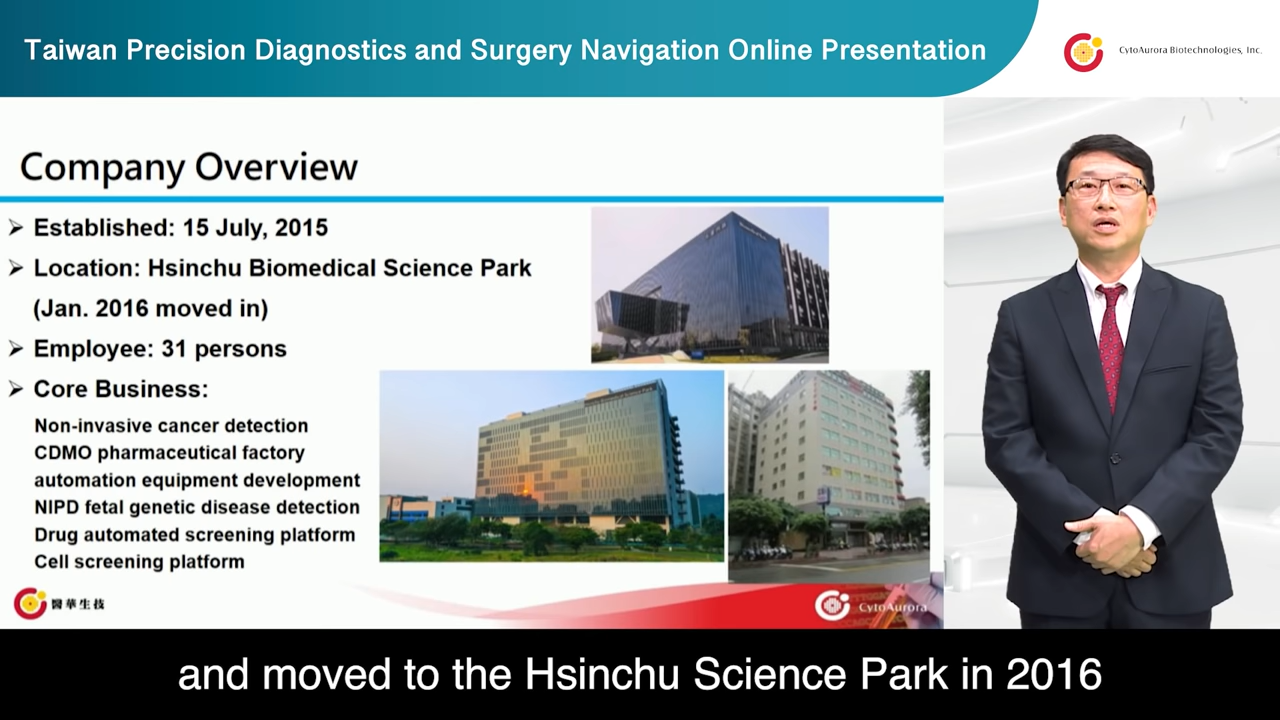 Taiwan Precision Diagnostics and Surgery Navigation Online Presentation
CytoAurora Biotechnologies, Inc.
Company Overview
➢ Established: 15 July, 2015
➢ Location: Hsinchu Biomedical Science Park
(Jan. 2016 moved in)
➢ Employee: 31 persons
➢ Core Business:
Non-invasive cancer detection
CDMO pharmaceutical factory
automation equipment development
NIPD fetal genetic disease detection
Drug automated screening platform
Cell screening platform
醫華生技
CytoAurora
and moved to the Hsinchu Science Park in 2016